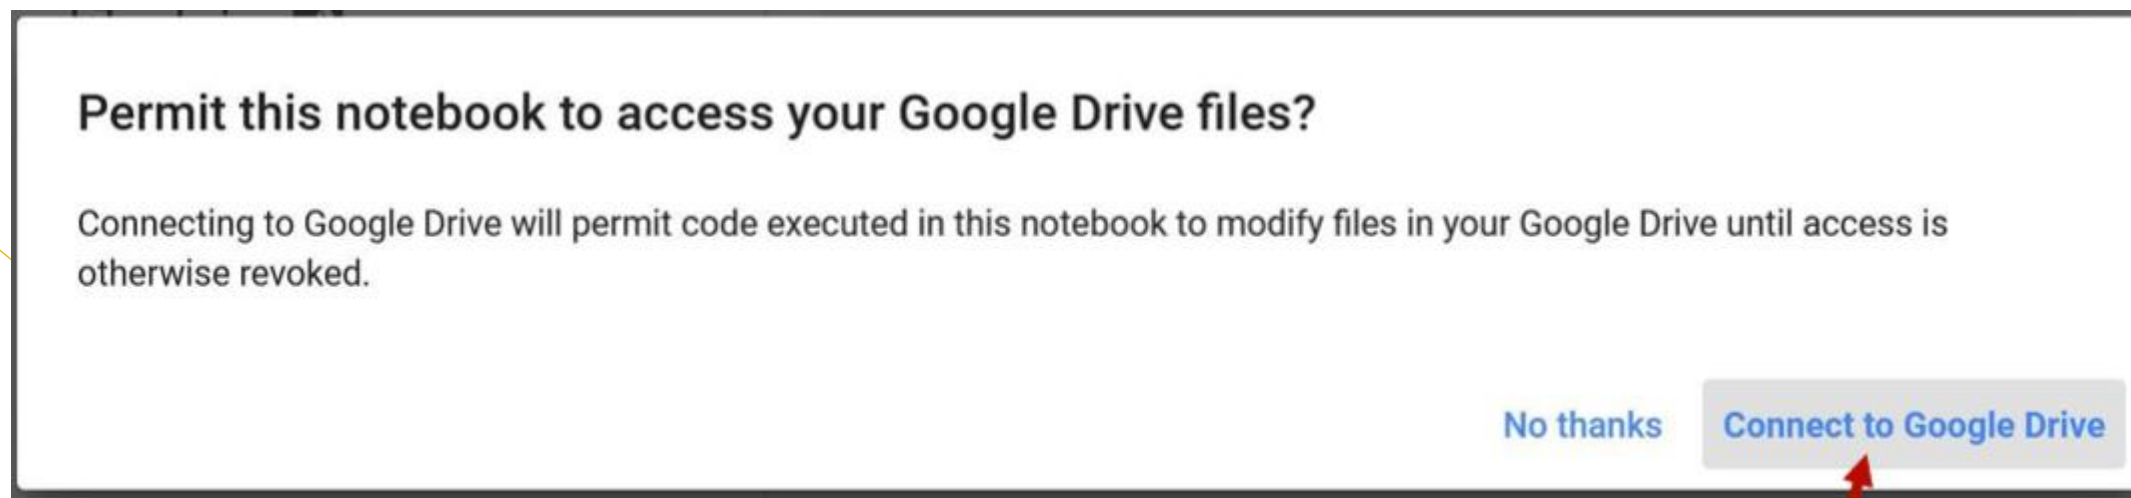 Permit this notebook to access your Google Drive files?
Connecting to Google Drive will permit code executed in this notebook to modify files in your Google Drive until access is
otherwise revoked.
No thanks
Connect to Google Drive